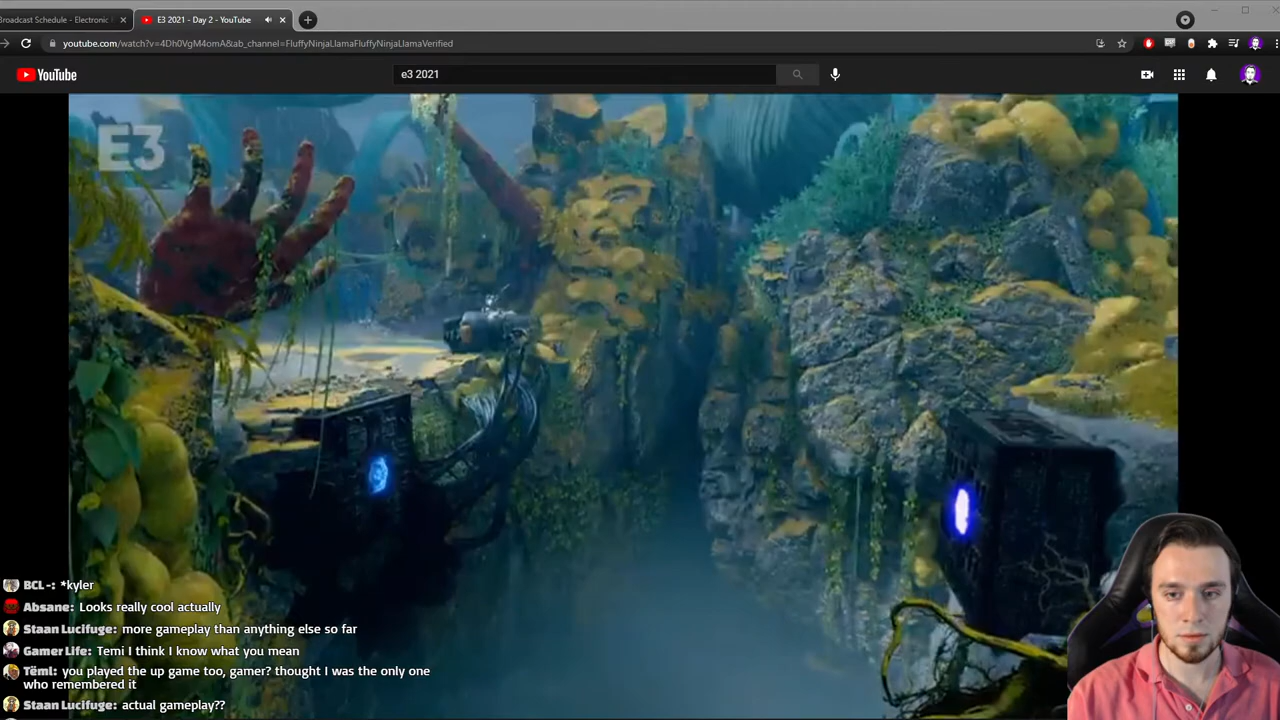 Broadcast Schedule - Electronic
E3 2021 - Day 2 - YouTube
youtube.com/watch?v=4Dh0VgM4omA&ab_channel=FluffyNinjaLlamaFluffyNinjaLlamaVerified
YouTube
e3 2021
E3
BCL -: *kyler
Absane: Looks really cool actually
Staan Lucifuge: more gameplay than anything else so far
Gamer Life: Temi I think I know what you mean
Tëmî: you played the up game too, gamer? thought I was the only one
who remembered it
Staan Lucifuge: actual gameplay??